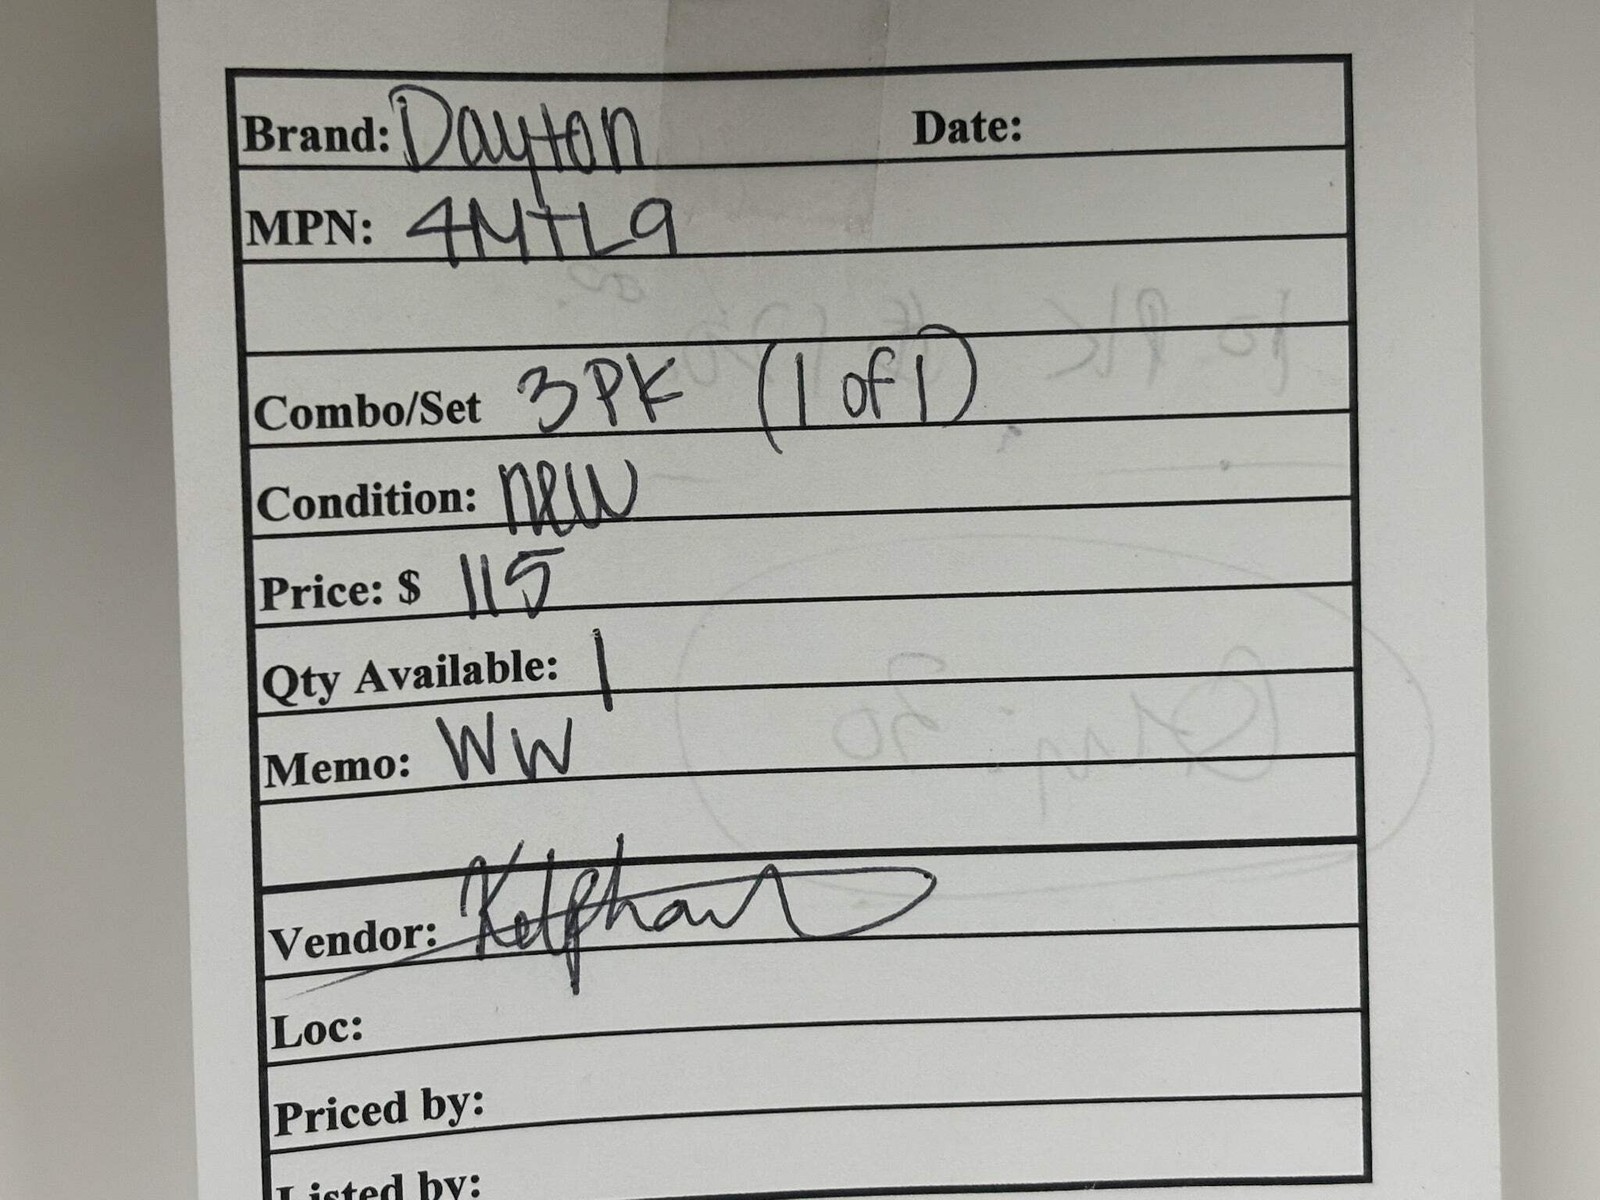 Brand: Dayton Date:
MPN: 4MTL9
Combo/Set 3PK (1 of 1)
Condition: new
Price: $ 115
Qty Available: 1
Memo: WW
Vendor:
Loc:
Priced by:
Listed by: